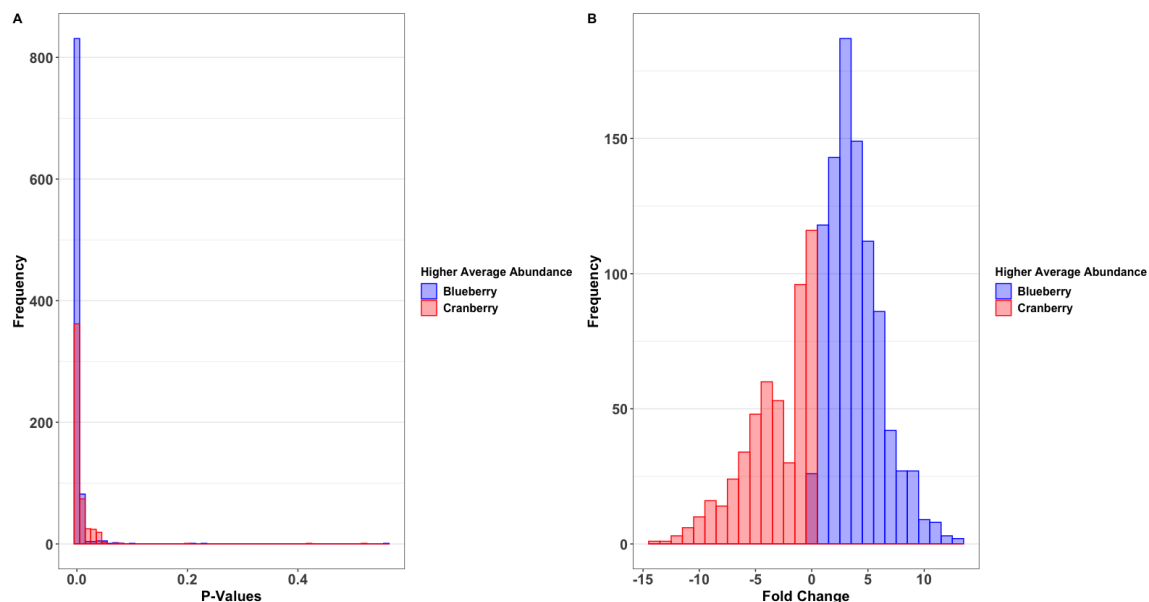 A
Frequency
800
600
400
200
0
0.0 0.2 0.4
P-Values
Higher Average Abundance
Blueberry
Cranberry
B
Frequency
150
100
50
0
-15 -10 -5 0 5 10
Fold Change
Higher Average Abundance
Blueberry
Cranberry